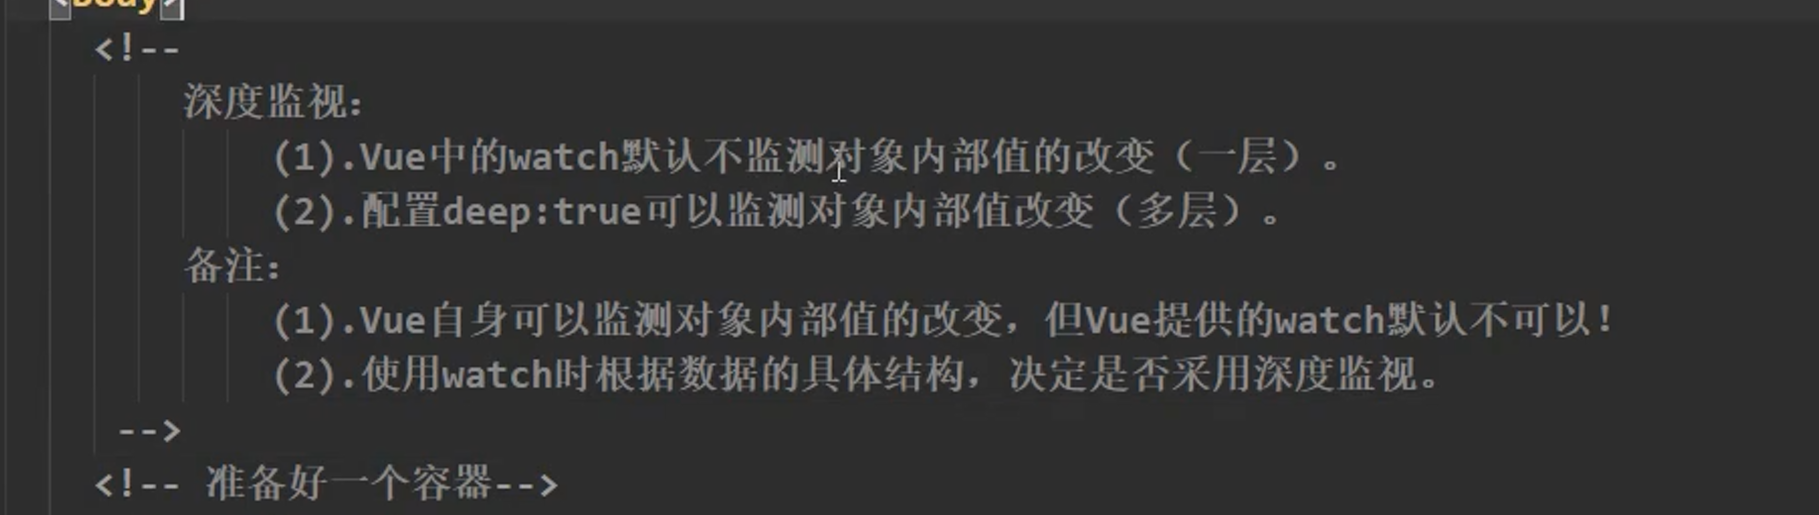 <Body>
<!--
深度监视：
(1).Vue中的watch默认不监测对象内部值的改变（一层）。
(2).配置deep:true可以监测对象内部值改变（多层）。
备注：
(1).Vue自身可以监测对象内部值的改变，但Vue提供的watch默认不可以！
(2).使用watch时根据数据的具体结构，决定是否采用深度监视。
-->
<!-- 准备好一个容器-->